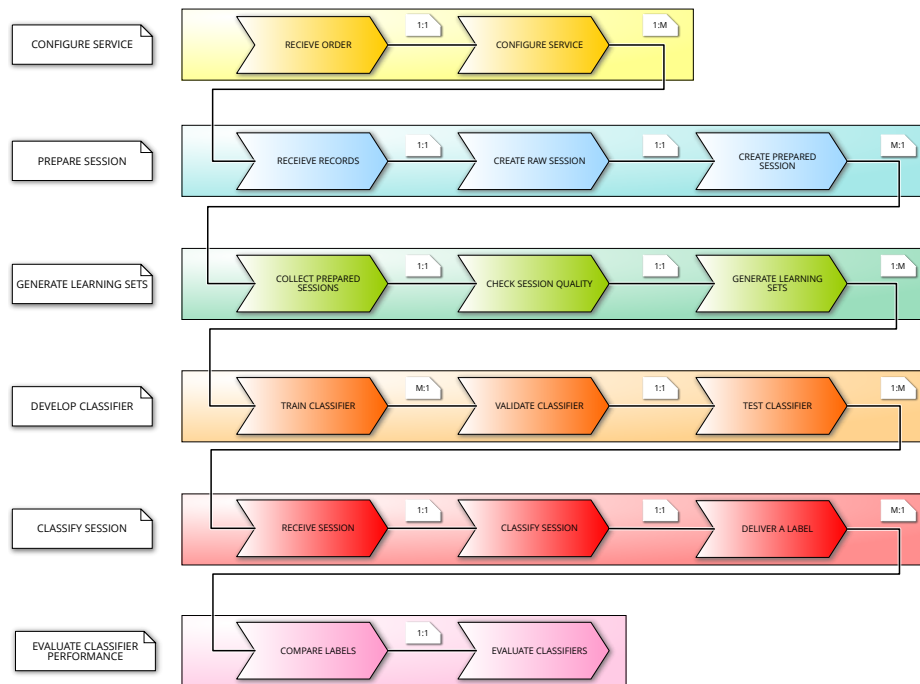 CONFIGURE SERVICE
RECIEVE ORDER
1:1
CONFIGURE SERVICE
1:M
PREPARE SESSION
RECEIEVE RECORDS
1:1
CREATE RAW SESSION
1:1
CREATE PREPARED
SESSION
M:1
GENERATE LEARNING SETS
COLLECT PREPARED
SESSIONS
1:1
CHECK SESSION QUALITY
1:1
GENERATE LEARNING
SETS
1:M
DEVELOP CLASSIFIER
TRAIN CLASSIFIER
M:1
VALIDATE CLASSIFIER
1:1
TEST CLASSIFIER
1:M
CLASSIFY SESSION
RECEIVE SESSION
1:1
CLASSIFY SESSION
1:1
DELIVER A LABEL
M:1
EVALUATE CLASSIFIER
PERFORMANCE
COMPARE LABELS
1:1
EVALUATE CLASSIFIERS